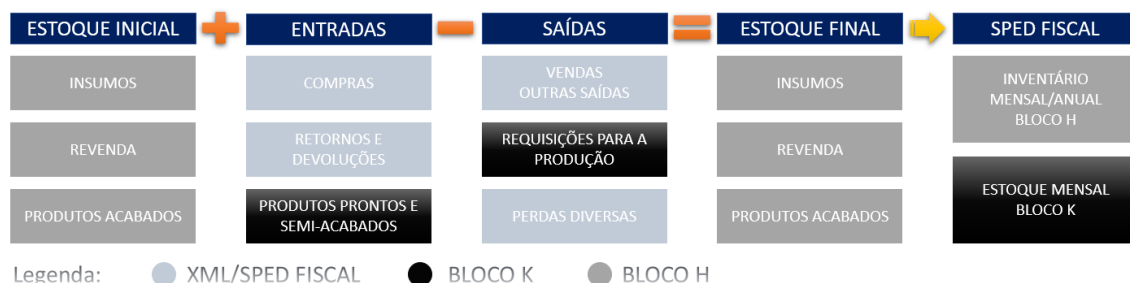 ESTOQUE INICIAL
ENTRADAS
SAÍDAS
ESTOQUE FINAL
SPED FISCAL
INSUMOS
COMPRAS
VENDAS
OUTRAS SAÍDAS
INSUMOS
INVENTÁRIO
MENSAL/ANUAL
BLOCO H
REVENDA
RETORNOS E
DEVOLUÇÕES
REQUISIÇÕES PARA A
PRODUÇÃO
REVENDA
ESTOQUE MENSAL
BLOCO K
PRODUTOS ACABADOS
PRODUTOS PRONTOS E
SEMI-ACABADOS
PERDAS DIVERSAS
PRODUTOS ACABADOS
Legenda:
XML/SPED FISCAL
BLOCO K
BLOCO H